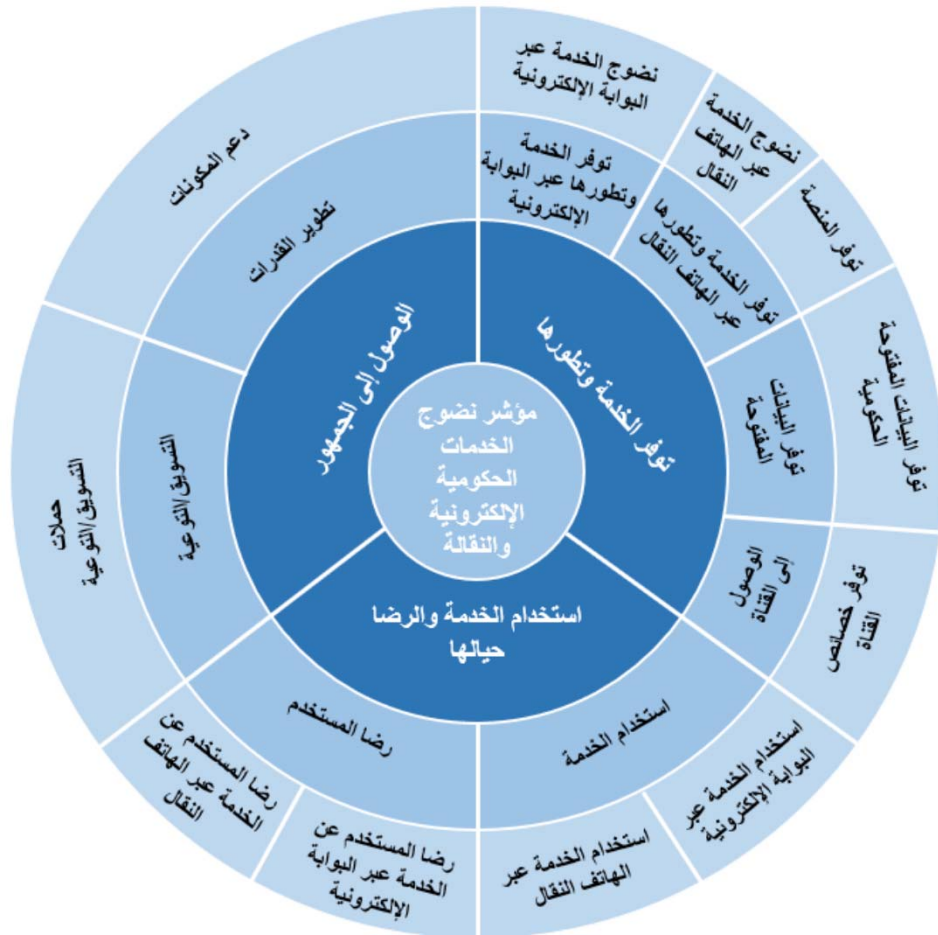 مؤشر نضوج
الخدمات
الحكومية
الإلكترونية
والنقالة
توفر الخدمة وتطورها
استخدام الخدمة والرضا
حيالها
الوصول إلى الجمهور
توفر الخدمة
وتطورها عبر البوابة
الإلكترونية
توفر الخدمة وتطورها
عبر الهاتف النقال
توفر البيانات
المفتوحة
الوصول
إلى القناة
استخدام الخدمة
رضا المستخدم
التسويق/التوعية
تطوير القدرات
نضوج الخدمة عبر
البوابة الإلكترونية
نضوج الخدمة
عبر الهاتف
النقال
توفر المنصة
توفر البيانات المفتوحة
الحكومية
توفر خصائص
القناة
استخدام الخدمة عبر
البوابة الإلكترونية
استخدام الخدمة عبر
الهاتف النقال
رضا المستخدم عن
الخدمة عبر البوابة
الإلكترونية
رضا المستخدم عن
الخدمة عبر الهاتف
النقال
حملات
التسويق/التوعية
دعم المكونات